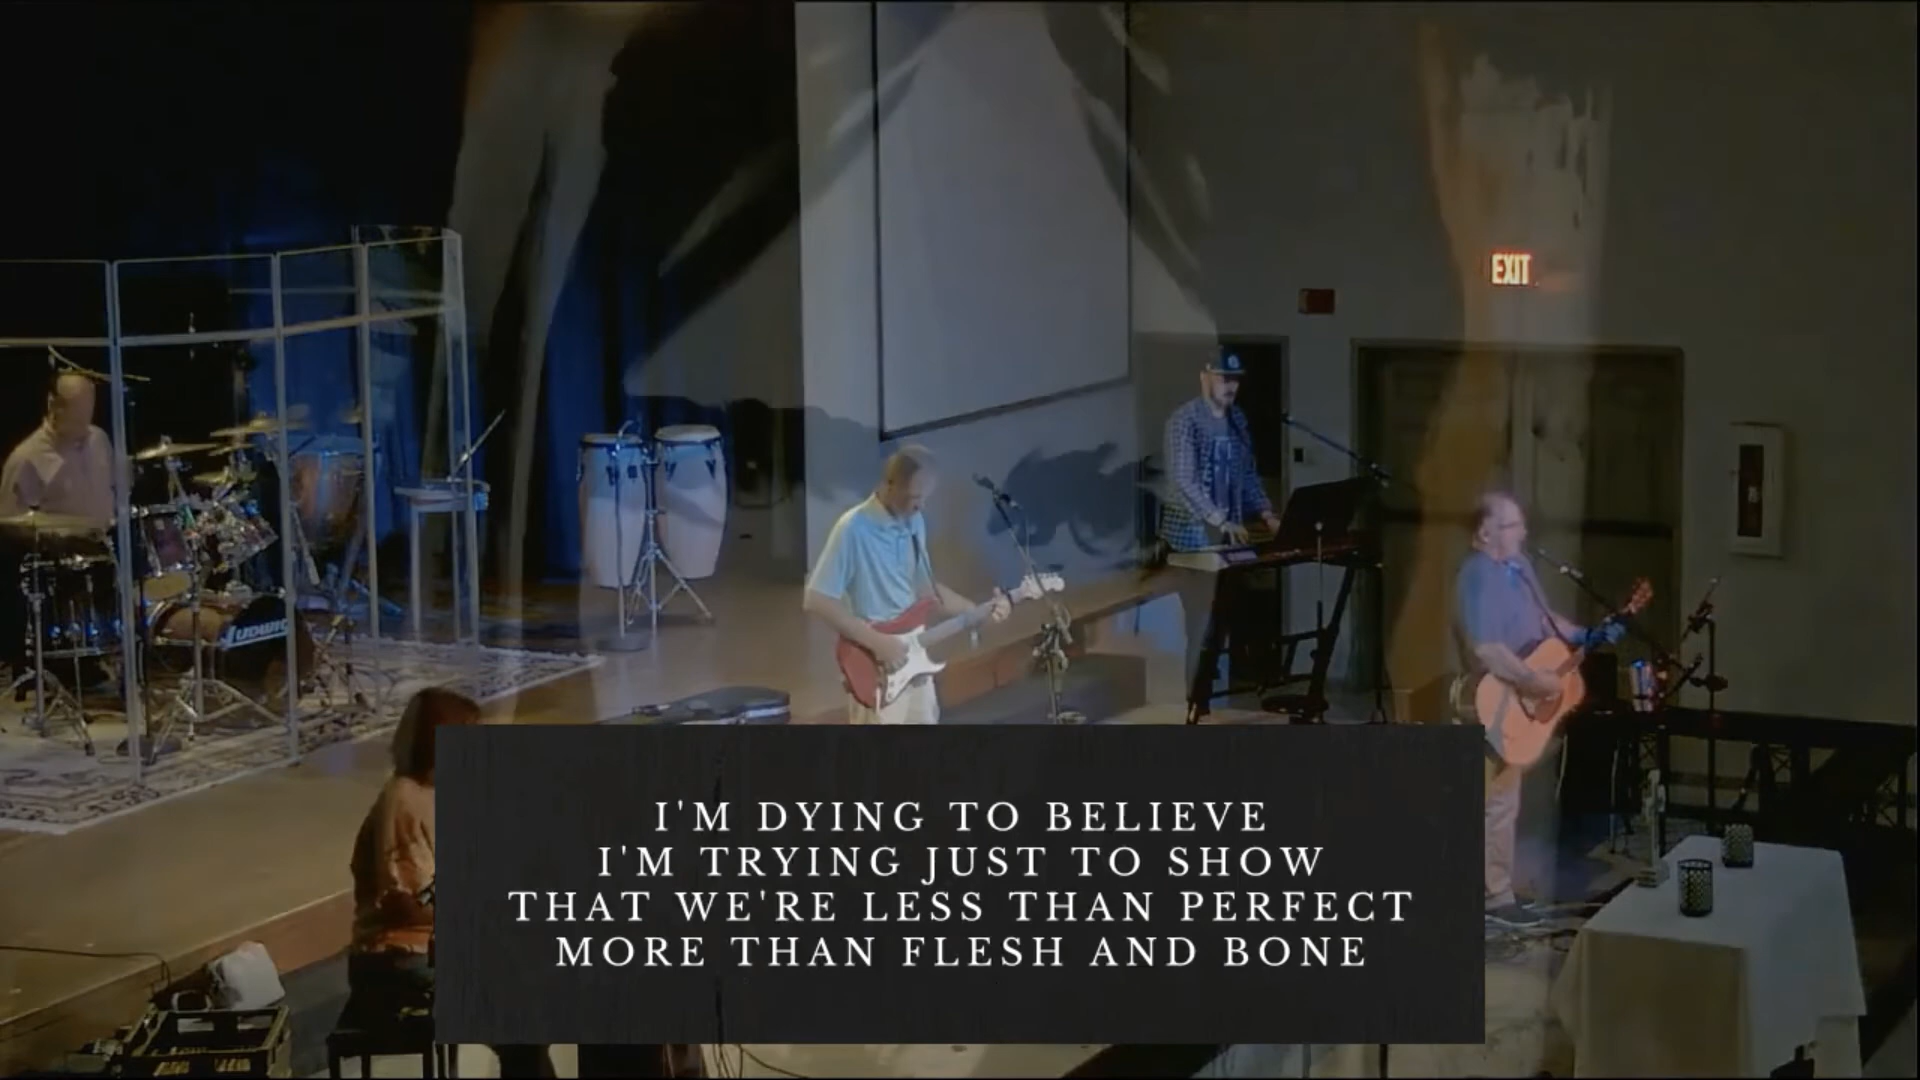 EXIT
LUDWIG
I'M DYING TO BELIEVE
I'M TRYING JUST TO SHOW
THAT WE'RE LESS THAN PERFECT
MORE THAN FLESH AND BONE